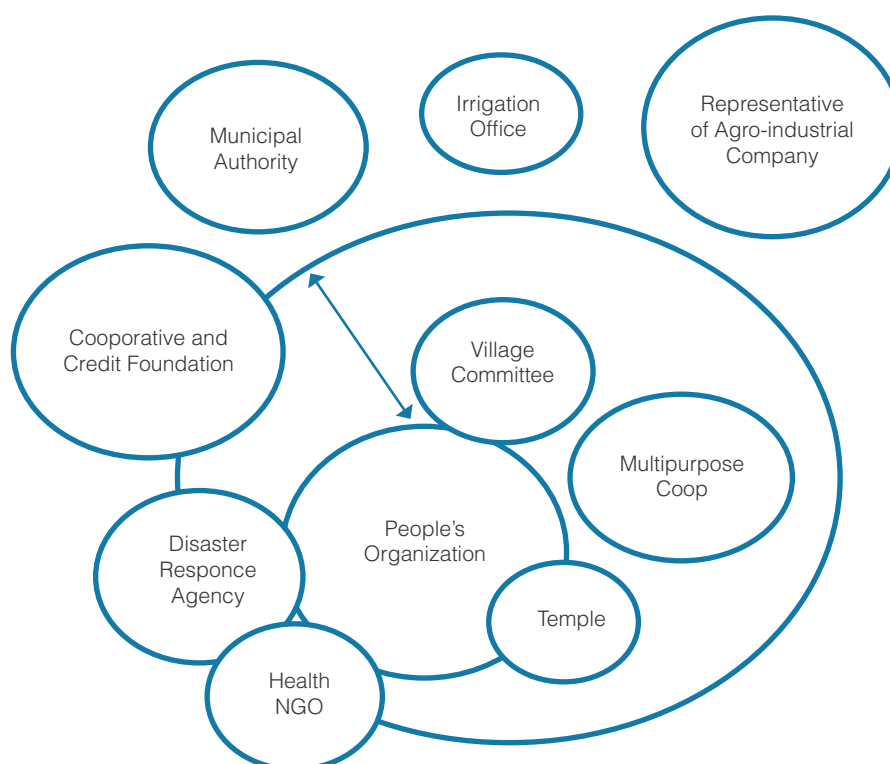 Municipal
Authority
Irrigation
Office
Representative
of Agro-industrial
Company
Cooporative and
Credit Foundation
Village
Committee
Multipurpose
Coop
People's
Organization
Disaster
Responce
Agency
Temple
Health
NGO